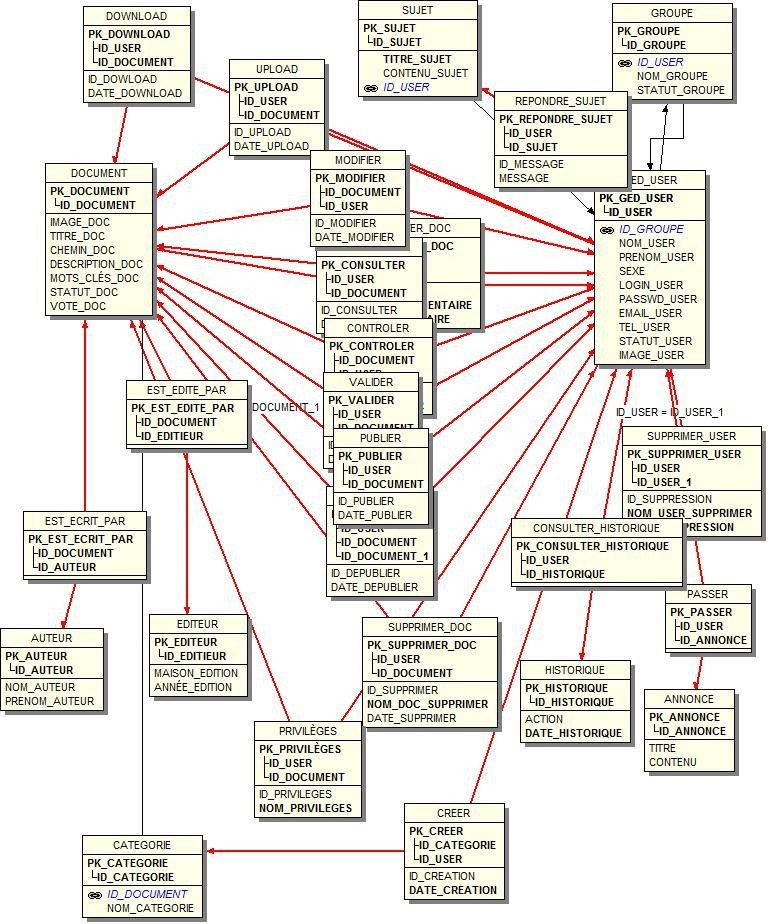 DOWNLOAD
PK_DOWNLOAD
ID_USER
ID_DOCUMENT
ID_DOWLOAD
DATE_DOWNLOAD
UPLOAD
PK_UPLOAD
ID_USER
ID_DOCUMENT
ID_UPLOAD
DATE_UPLOAD
SUJET
PK_SUJET
ID_SUJET
TITRE_SUJET
CONTENU_SUJET
ID_USER
GROUPE
PK_GROUPE
ID_GROUPE
ID_USER
NOM_GROUPE
STATUT_GROUPE
REPONDRE_SUJET
PK_REPONDRE_SUJET
ID_USER
ID_SUJET
ID_MESSAGE
MESSAGE
DOCUMENT
PK_DOCUMENT
ID_DOCUMENT
IMAGE_DOC
TITRE_DOC
CHEMIN_DOC
DESCRIPTION_DOC
MOTS_CLÉS_DOC
STATUT_DOC
VOTE_DOC
MODIFIER
PK_MODIFIER
ID_DOCUMENT
ID_USER
ID_MODIFIER
DATE_MODIFIER
ED_USER
PK_GED_USER
ID_USER
ID_GROUPE
NOM_USER
PRENOM_USER
SEXE
LOGIN_USER
PASSWD_USER
EMAIL_USER
TEL_USER
STATUT_USER
IMAGE_USER
ER_DOC
_DOC
ENTAIRE
AIRE
PK_CONSULTER
ID_USER
ID_DOCUMENT
ID_CONSULTER
CONTROLER
PK_CONTROLER
ID_DOCUMENT
VALIDER
PK_VALIDER
ID_USER
ID_DOCUMENT
PUBLIER
PK_PUBLIER
ID_USER
ID_DOCUMENT
ID_PUBLIER
DATE_PUBLIER
ID_USER
ID_DOCUMENT
ID_DOCUMENT_1
ID_DEPUBLIER
DATE_DEPUBLIER
EST_EDITE_PAR
PK_EST_EDITE_PAR
ID_DOCUMENT
ID_EDITIEUR
DOCUMENT_1
ID_USER = ID_USER_1
SUPPRIMER_USER
PK_SUPPRIMER_USER
ID_USER
ID_USER_1
ID_SUPPRESSION
NOM_USER_SUPPRIMER
PRESSION
EST_ECRIT_PAR
PK_EST_ECRIT_PAR
ID_DOCUMENT
ID_AUTEUR
CONSULTER_HISTORIQUE
PK_CONSULTER_HISTORIQUE
ID_USER
ID_HISTORIQUE
PASSER
PK_PASSER
ID_USER
ID_ANNONCE
AUTEUR
PK_AUTEUR
ID_AUTEUR
NOM_AUTEUR
PRENOM_AUTEUR
EDITEUR
PK_EDITEUR
ID_EDITIEUR
MAISON_EDITION
ANNÉE_EDITION
SUPPRIMER_DOC
PK_SUPPRIMER_DOC
ID_USER
ID_DOCUMENT
ID_SUPPRIMER
NOM_DOC_SUPPRIMER
DATE_SUPPRIMER
HISTORIQUE
PK_HISTORIQUE
ID_HISTORIQUE
ACTION
DATE_HISTORIQUE
ANNONCE
PK_ANNONCE
ID_ANNONCE
TITRE
CONTENU
PRIVILÈGES
PK_PRIVILÈGES
ID_USER
ID_DOCUMENT
ID_PRIVILEGES
NOM_PRIVILEGES
CREER
PK_CREER
ID_CATEGORIE
ID_USER
ID_CREATION
DATE_CREATION
CATEGORIE
PK_CATEGORIE
ID_CATEGORIE
ID_DOCUMENT
NOM_CATEGORIE